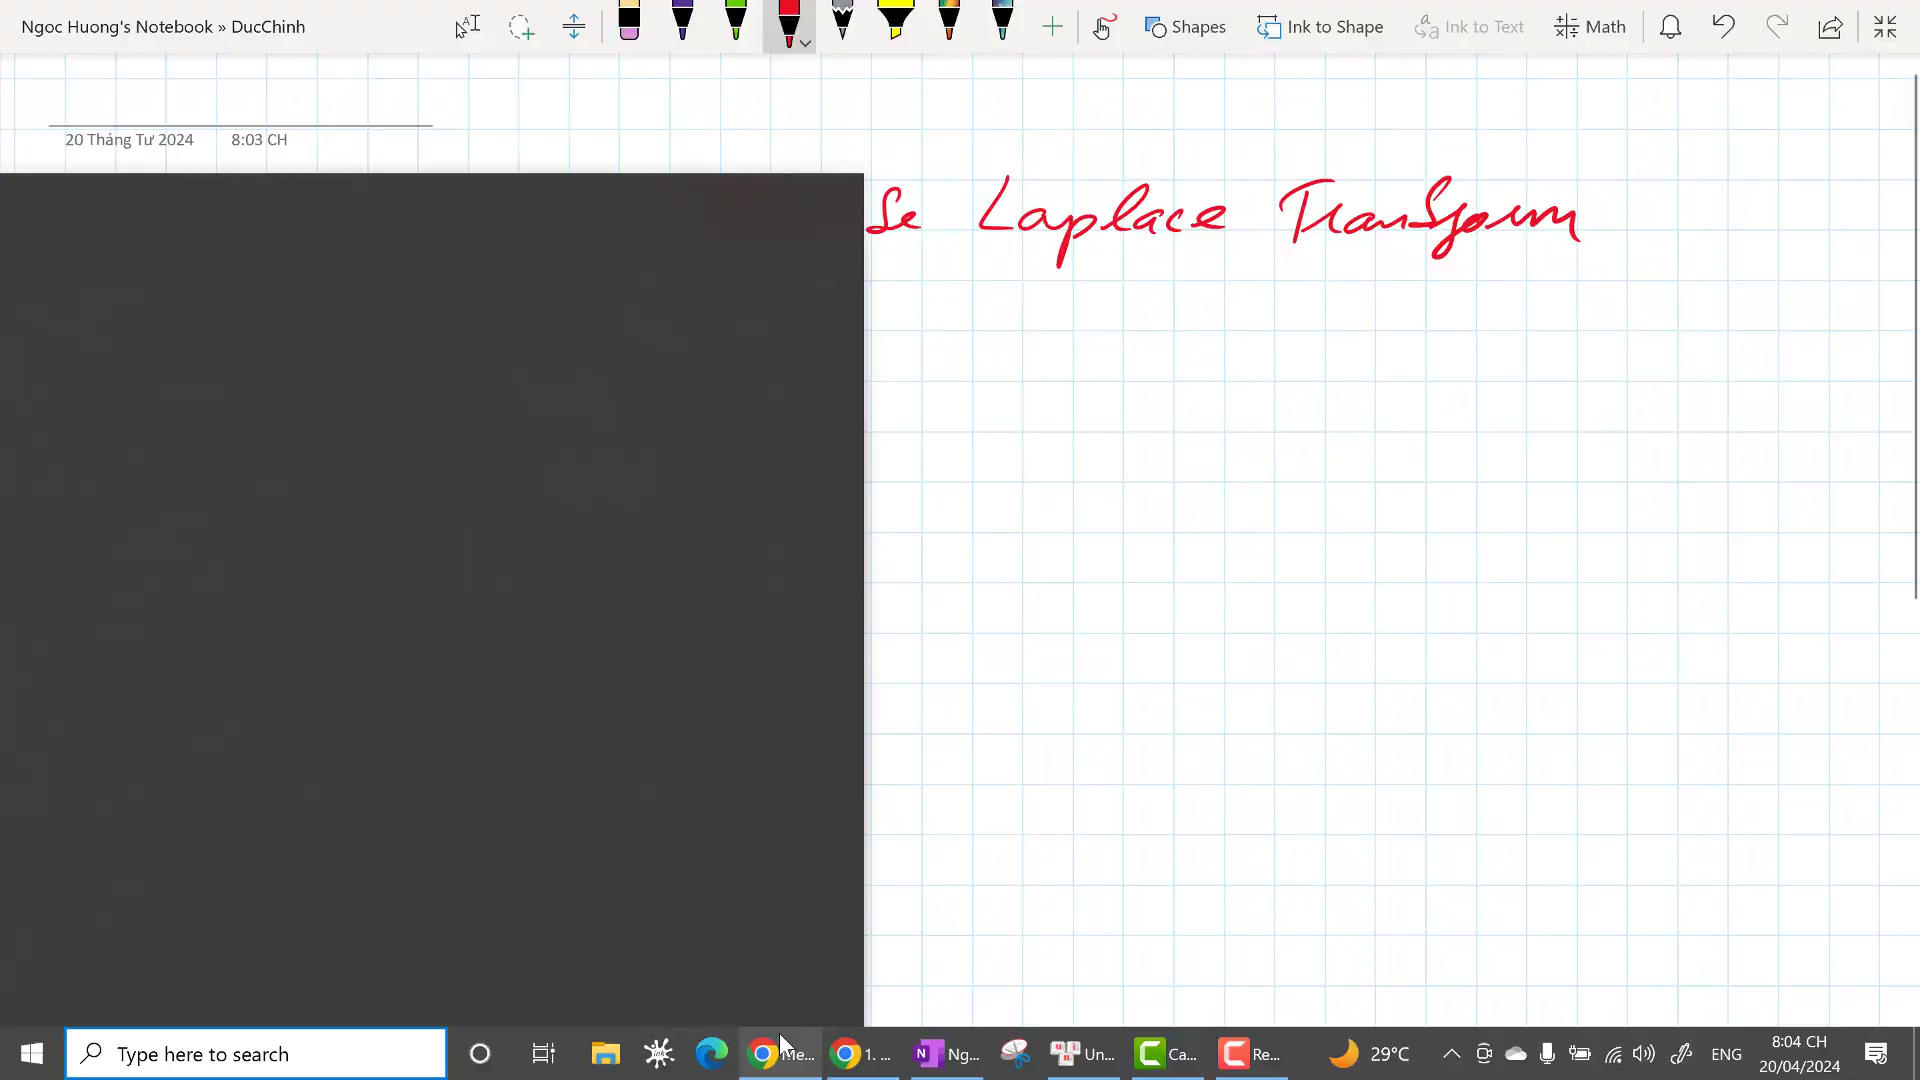 Ngoc Huong's Notebook » DucChinh
Shapes
Ink to Shape
Ink to Text
Math
20 Tháng Tư 2024 8:03 CH
se Laplace Transform
Type here to search
Me...
1. ...
Ng...
Un...
Ca...
Re...
29°C
ENG
8:04 CH
20/04/2024